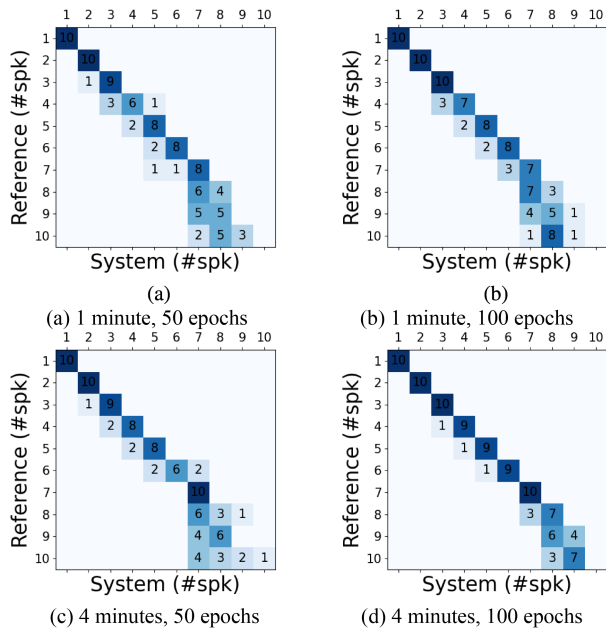 1 2 3 4 5 6 7 8 9 10
1 2 3 4 5 6 7 8 9 10
Reference (#spk)
1 10
2 10
3 1 9
4 3 6 1
5 2 8
6 2 8
7 1 1 8
8 6 4
9 5 5
10 2 5 3
System (#spk)
(a)
(a) 1 minute, 50 epochs
Reference (#spk)
1 10
2 10
3 10
4 3 7
5 2 8
6 2 8
7 3 7
8 7 3
9 4 5 1
10 1 8 1
System (#spk)
(b)
(b) 1 minute, 100 epochs
1 2 3 4 5 6 7 8 9 10
1 2 3 4 5 6 7 8 9 10
Reference (#spk)
1 10
2 10
3 1 9
4 2 8
5 2 8
6 2 6 2
7 10
8 6 3 1
9 4 6
10 4 3 2 1
System (#spk)
(c) 4 minutes, 50 epochs
Reference (#spk)
1 10
2 10
3 10
4 1 9
5 1 9
6 1 9
7 10
8 3 7
9 6 4
10 3 7
System (#spk)
(d) 4 minutes, 100 epochs